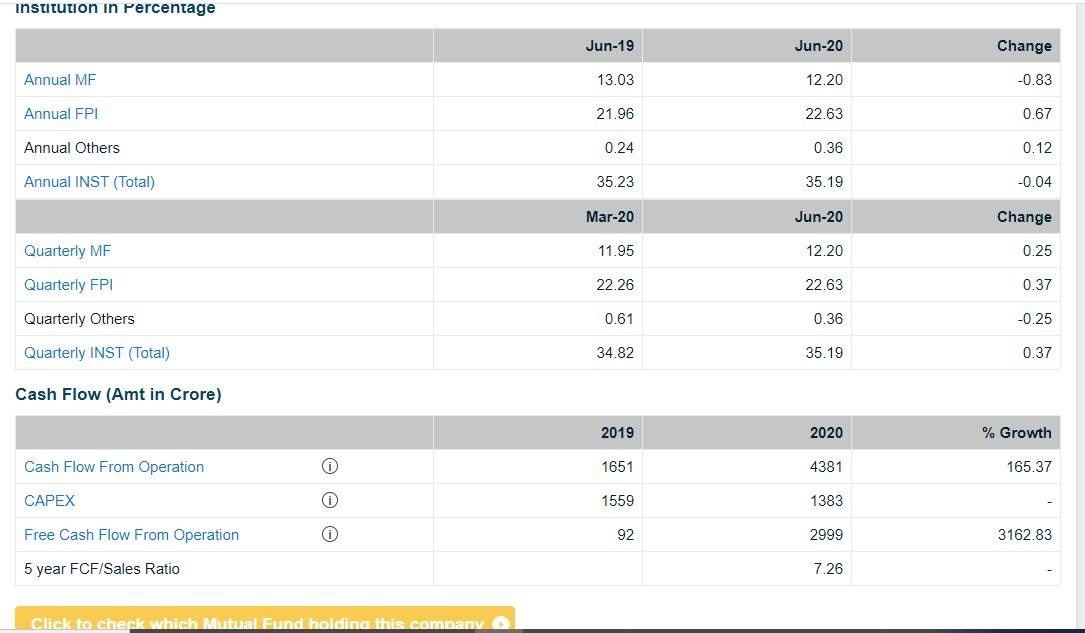 Institution in Percentage
Jun-19 Jun-20 Change
Annual MF 13.03 12.20 -0.83
Annual FPI 21.96 22.63 0.67
Annual Others 0.24 0.36 0.12
Annual INST (Total) 35.23 35.19 -0.04
Mar-20 Jun-20 Change
Quarterly MF 11.95 12.20 0.25
Quarterly FPI 22.26 22.63 0.37
Quarterly Others 0.61 0.36 -0.25
Quarterly INST (Total) 34.82 35.19 0.37
Cash Flow (Amt in Crore)
2019 2020 % Growth
Cash Flow From Operation 1651 4381 165.37
CAPEX 1559 1383 -
Free Cash Flow From Operation 92 2999 3162.83
5 year FCF/Sales Ratio 7.26 -
Click to check which Mutual Fund holding this company